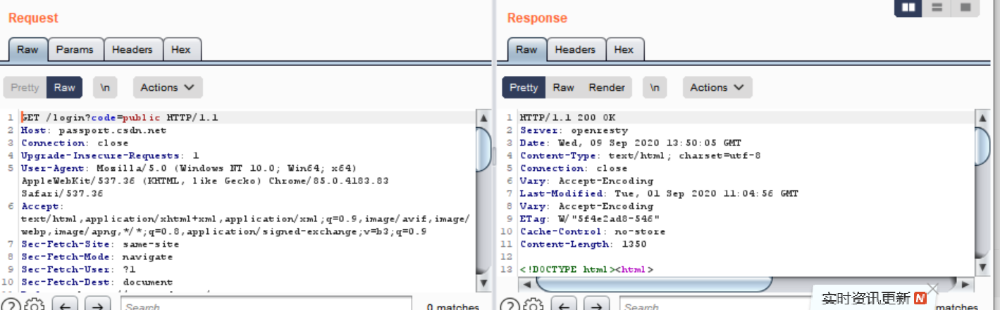 Request
Raw Params Headers Hex
Pretty Raw \n Actions
1 GET /login?code=public HTTP/1.1
2 Host: passport.csdn.net
3 Connection: close
4 Upgrade-Insecure-Requests: 1
5 User-Agent: Mozilla/5.0 (Windows NT 10.0; Win64; x64)
AppleWebKit/537.36 (KHTML, like Gecko) Chrome/85.0.4183.83
Safari/537.36
6 Accept:
text/html,application/xhtml+xml,application/xml;q=0.9,image/avif,image/
webp,image/apng,*/*;q=0.8,application/signed-exchange;v=b3;q=0.9
7 Sec-Fetch-Site: same-site
8 Sec-Fetch-Mode: navigate
9 Sec-Fetch-User: ?1
10 Sec-Fetch-Dest: document
Search
0 matches
Response
Raw Headers Hex
Pretty Raw Render \n Actions
1 HTTP/1.1 200 OK
2 Server: openresty
3 Date: Wed, 09 Sep 2020 13:50:05 GMT
4 Content-Type: text/html; charset=utf-8
5 Connection: close
6 Vary: Accept-Encoding
7 Last-Modified: Tue, 01 Sep 2020 11:04:56 GMT
8 Vary: Accept-Encoding
9 ETag: W/"5f4e2ad8-546"
10 Cache-Control: no-store
11 Content-Length: 1350
12
13 <!DOCTYPE html><html>
Search
matches
实时资讯更新 N